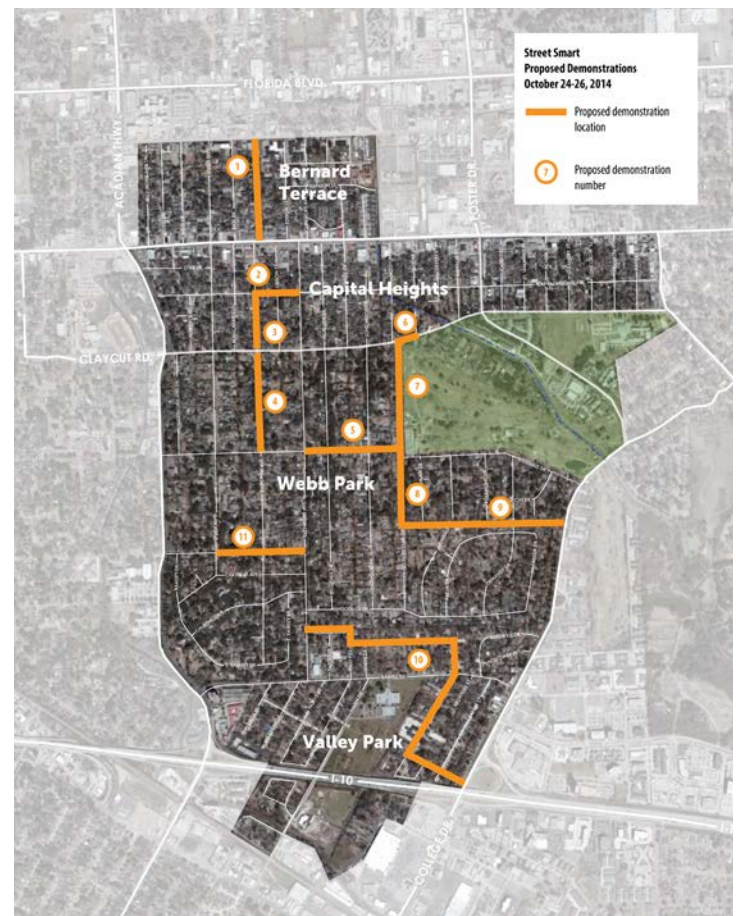 Street Smart
Proposed Demonstrations
October 24-26, 2014
Proposed demonstration
location
7
Proposed demonstration
number
FLORIDA BLVD.
ACADIAN THWY
FOSTER DR
1
Bernard
Terrace
2
Capital Heights
3
6
CLAYCUT RD.
7
4
5
Webb Park
8
9
11
10
Valley Park
I-10
COLLEGE DR